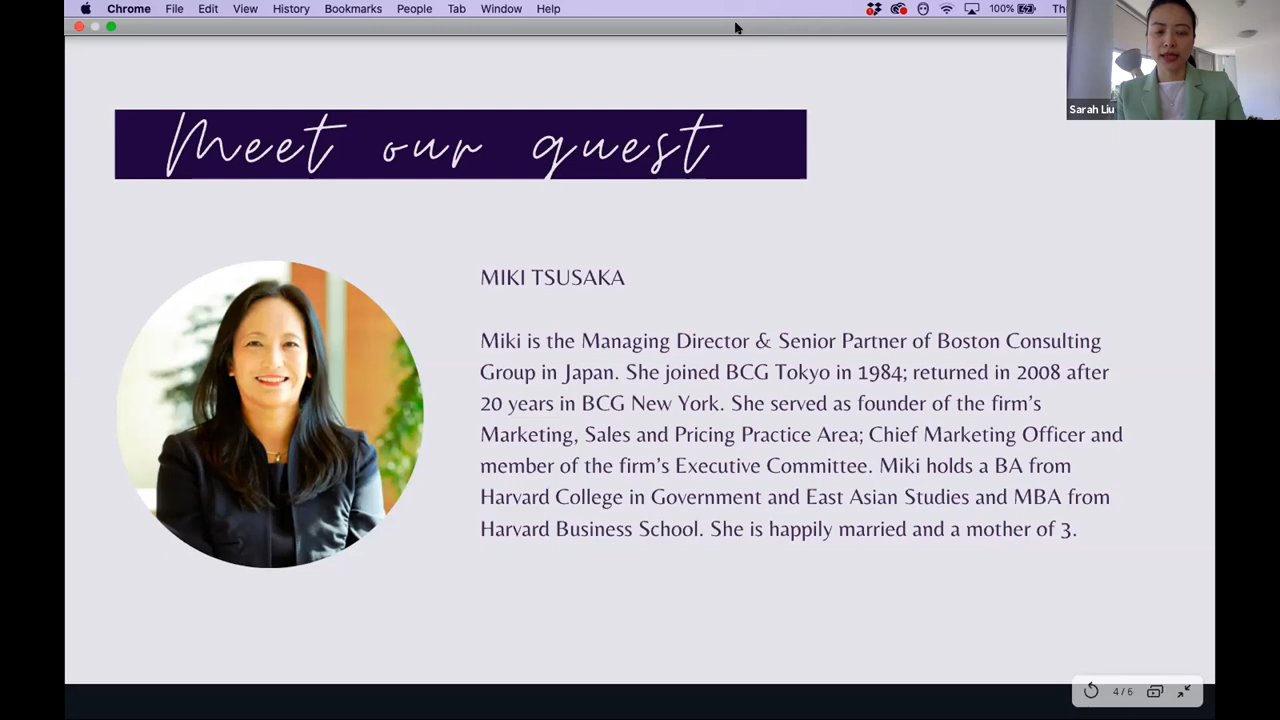 Chrome File Edit View History Bookmarks People Tab Window Help 100% Th
Sarah Liu
Meet our guest
MIKI TSUSAKA
Miki is the Managing Director & Senior Partner of Boston Consulting
Group in Japan. She joined BCG Tokyo in 1984; returned in 2008 after
20 years in BCG New York. She served as founder of the firm's
Marketing, Sales and Pricing Practice Area; Chief Marketing Officer and
member of the firm's Executive Committee. Miki holds a BA from
Harvard College in Government and East Asian Studies and MBA from
Harvard Business School. She is happily married and a mother of 3.
4/6